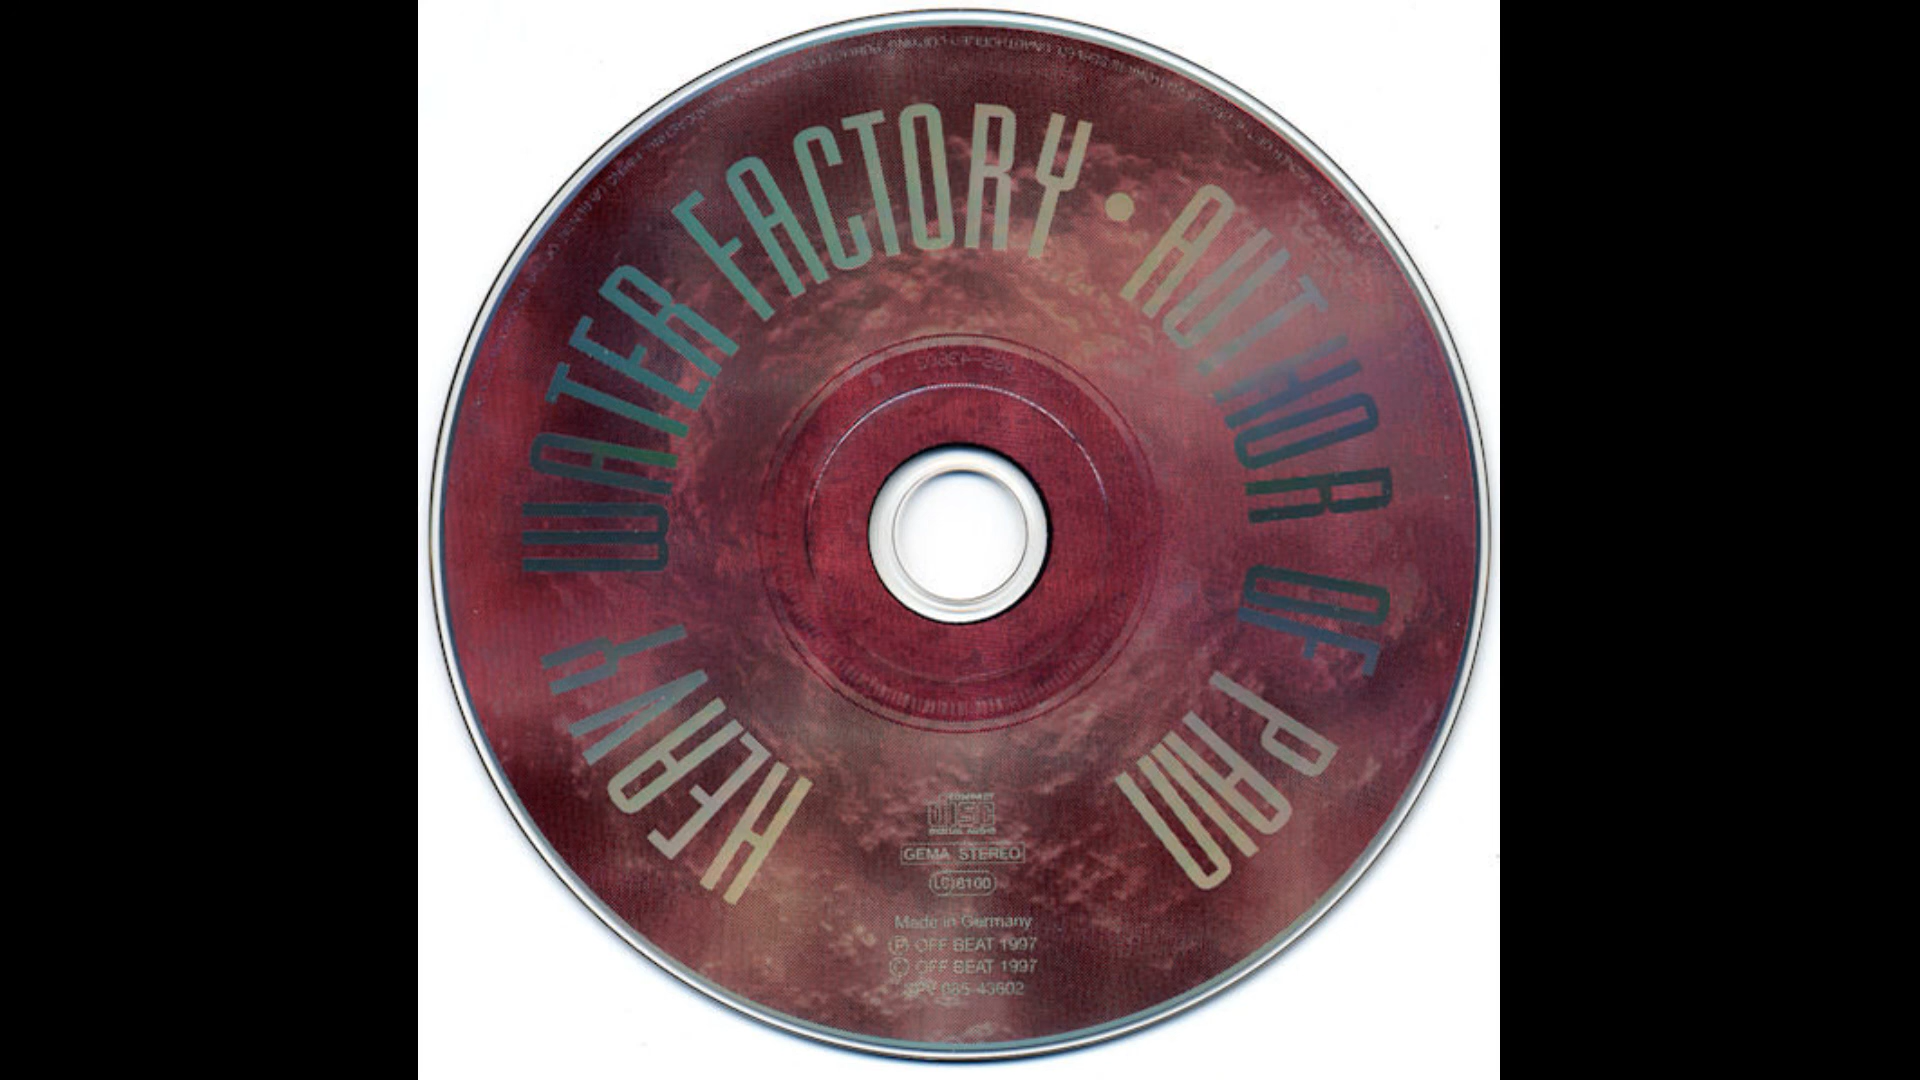 HEAVY WATER FACTORY • AUTHOR OF PAIN
COMPACT
DISC
DIGITAL AUDIO
GEMA STEREO
LC 6100
Made in Germany
Ⓟ OFF BEAT 1997
© OFF BEAT 1997
SPV 085-43602